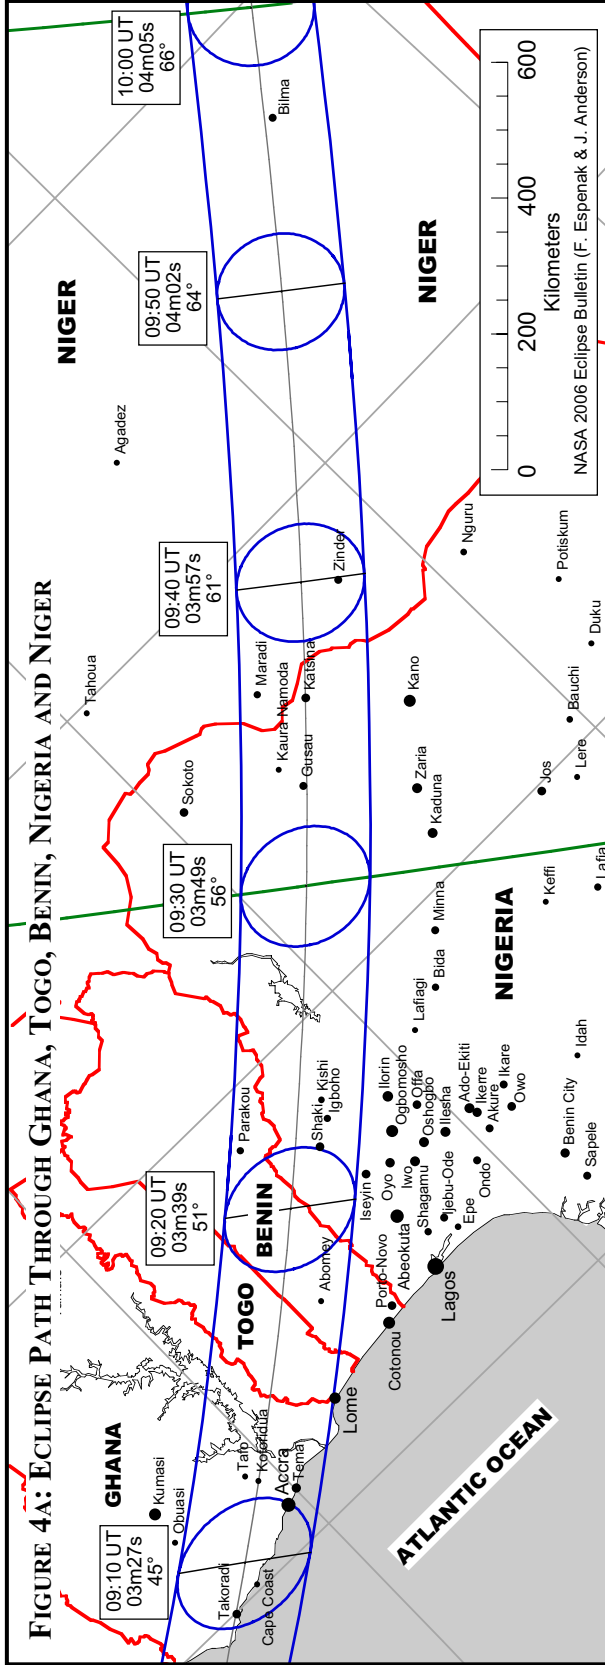 FIGURE 4A: ECLIPSE PATH THROUGH GHANA, TOGO, BENIN, NIGERIA AND NIGER
09:10 UT
03m27s
45°
09:20 UT
03m39s
51°
09:30 UT
03m49s
56°
09:40 UT
03m57s
61°
09:50 UT
04m02s
64°
10:00 UT
04m05s
66°
GHANA
Kumasi
Obuasi
Tafo
Koforidua
Takoradi
Cape Coast
Accra
Tema
Lome
TOGO
BENIN
Parakou
Abomey
Cotonou
Porto-Novo
Shaki
Kishi
Igboho
Iseyin
Oyo
Ilorin
Ogbomosho
Offa
Oshogbo
Iwo
Ilesha
Abeokuta
Shagamu
Ijebu-Ode
Epe
Lagos
Ado-Ekiti
Ikerre
Akure
Ikare
Owo
Ondo
Benin City
Sapele
Idah
Lafiagi
Bida
Minna
NIGERIA
Keffi
Lafia
Sokoto
Kaura Namoda
Gusau
Katsina
Maradi
Kaduna
Zaria
Kano
Jos
Lere
Bauchi
Duku
Potiskum
Nguru
Tahoua
Agadez
Zinder
Bilma
NIGER
NIGER
ATLANTIC OCEAN
0 200 400 600
Kilometers
NASA 2006 Eclipse Bulletin (F. Espenak & J. Anderson)